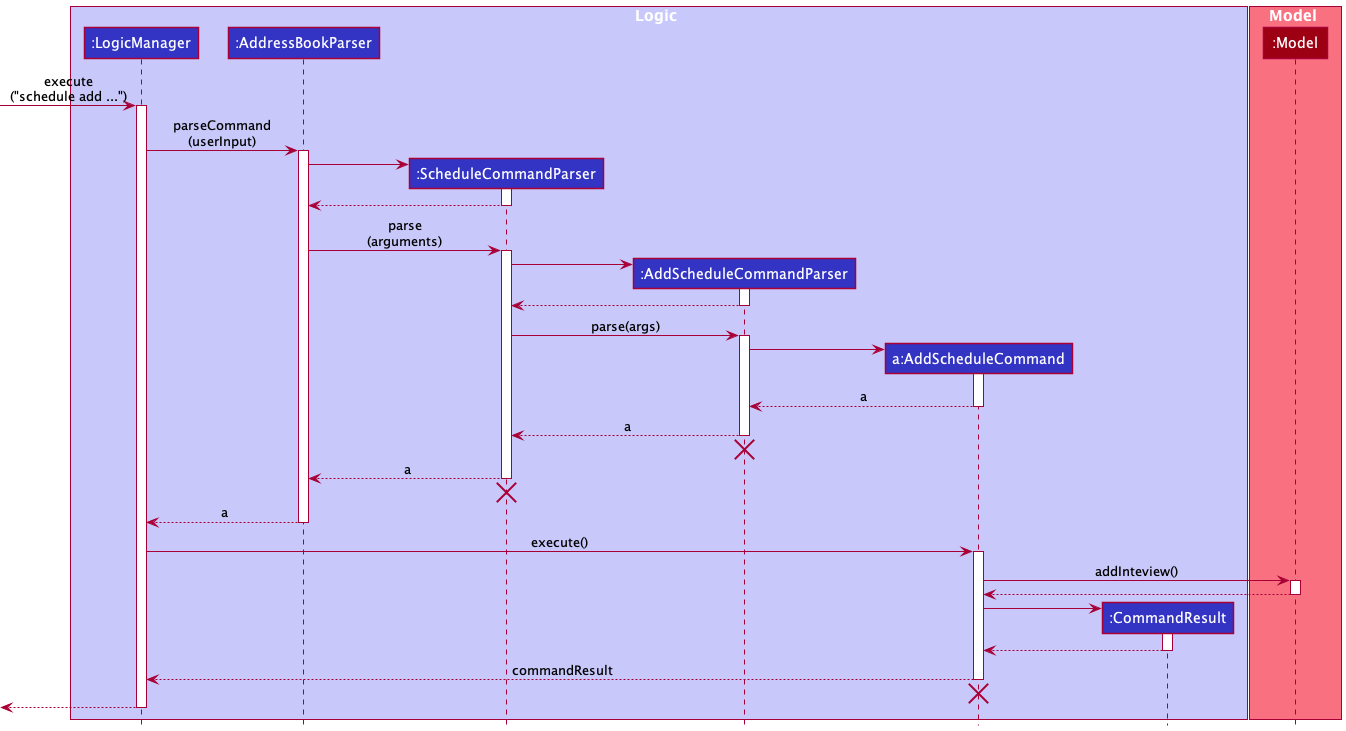 Logic
Model
:LogicManager
:AddressBookParser
:Model
execute
("schedule add ...")
parseCommand
(userInput)
:ScheduleCommandParser
parse
(arguments)
:AddScheduleCommandParser
parse(args)
a:AddScheduleCommand
a
a
a
a
execute()
addInteview()
:CommandResult
commandResult